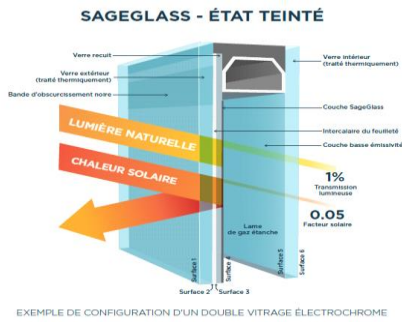 SAGEGLASS - ÉTAT TEINTÉ
Verre recuit
Verre extérieur
(traité thermiquement)
Bande d'obscurcissement noire
Verre intérieur
(traité thermiquement)
Couche SageGlass
Intercalaire du feuilleté
Couche basse émissivité
LUMIÈRE NATURELLE
CHALEUR SOLAIRE
1%
Transmission
lumineuse
0.05
Facteur solaire
Lame
de gaz étanche
Surface 1
Surface 2
Surface 3
Surface 4
Surface 5
Surface 6
EXEMPLE DE CONFIGURATION D'UN DOUBLE VITRAGE ÉLECTROCHROME